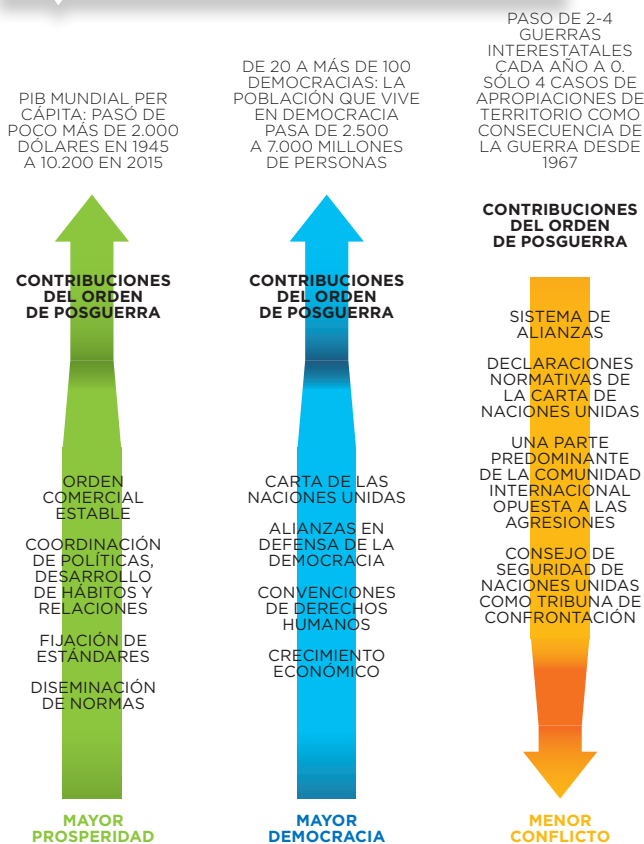 PIB MUNDIAL PER
CÁPITA: PASÓ DE
POCO MÁS DE 2.000
DÓLARES EN 1945
A 10.200 EN 2015
CONTRIBUCIONES
DEL ORDEN
DE POSGUERRA
ORDEN
COMERCIAL
ESTABLE
COORDINACIÓN
DE POLÍTICAS,
DESARROLLO
DE HÁBITOS Y
RELACIONES
FIJACIÓN DE
ESTÁNDARES
DISEMINACIÓN
DE NORMAS
MAYOR
PROSPERIDAD
DE 20 A MÁS DE 100
DEMOCRACIAS: LA
POBLACIÓN QUE VIVE
EN DEMOCRACIA
PASA DE 2.500
A 7.000 MILLONES
DE PERSONAS
CONTRIBUCIONES
DEL ORDEN
DE POSGUERRA
CARTA DE LAS
NACIONES UNIDAS
ALIANZAS EN
DEFENSA DE LA
DEMOCRACIA
CONVENCIONES
DE DERECHOS
HUMANOS
CRECIMIENTO
ECONÓMICO
MAYOR
DEMOCRACIA
PASO DE 2-4
GUERRAS
INTERESTATALES
CADA AÑO A 0.
SÓLO 4 CASOS DE
APROPIACIONES DE
TERRITORIO COMO
CONSECUENCIA DE
LA GUERRA DESDE
1967
CONTRIBUCIONES
DEL ORDEN
DE POSGUERRA
SISTEMA DE
ALIANZAS
DECLARACIONES
NORMATIVAS DE
LA CARTA DE
NACIONES UNIDAS
UNA PARTE
PREDOMINANTE
DE LA COMUNIDAD
INTERNACIONAL
OPUESTA A LAS
AGRESIONES
CONSEJO DE
SEGURIDAD DE
NACIONES UNIDAS
COMO TRIBUNA DE
CONFRONTACIÓN
MENOR
CONFLICTO